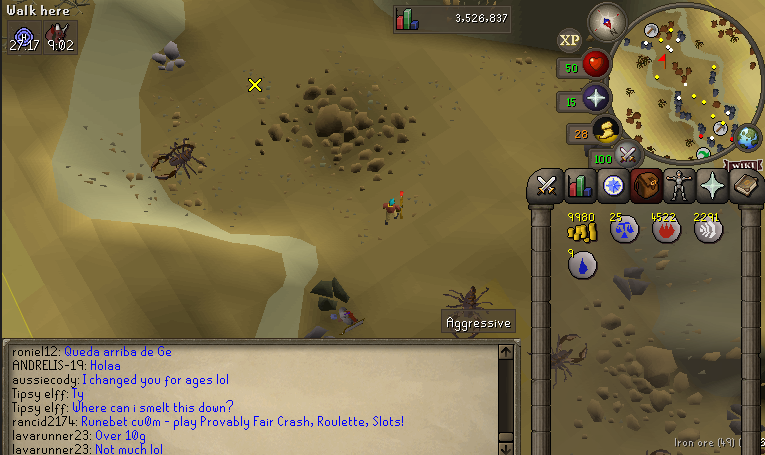 Walk here
3,526,837
27:17 9:02
XP
50
15
28
100
WIKI
9980 25 4522 2291
9
Aggressive
roniel12: Queda arriba de Ge
ANDRELIS-19: Holaa
aussiecody: I changed you for ages lol
Tipsy elff: Ty
Tipsy elff: Where can i smelt this down?
rancid2174: Runebet cu0m - play Provably Fair Crash, Roulette, Slots!
lavarunner23: Over 10g
lavarunner23: Not much lol
Iron ore (49)